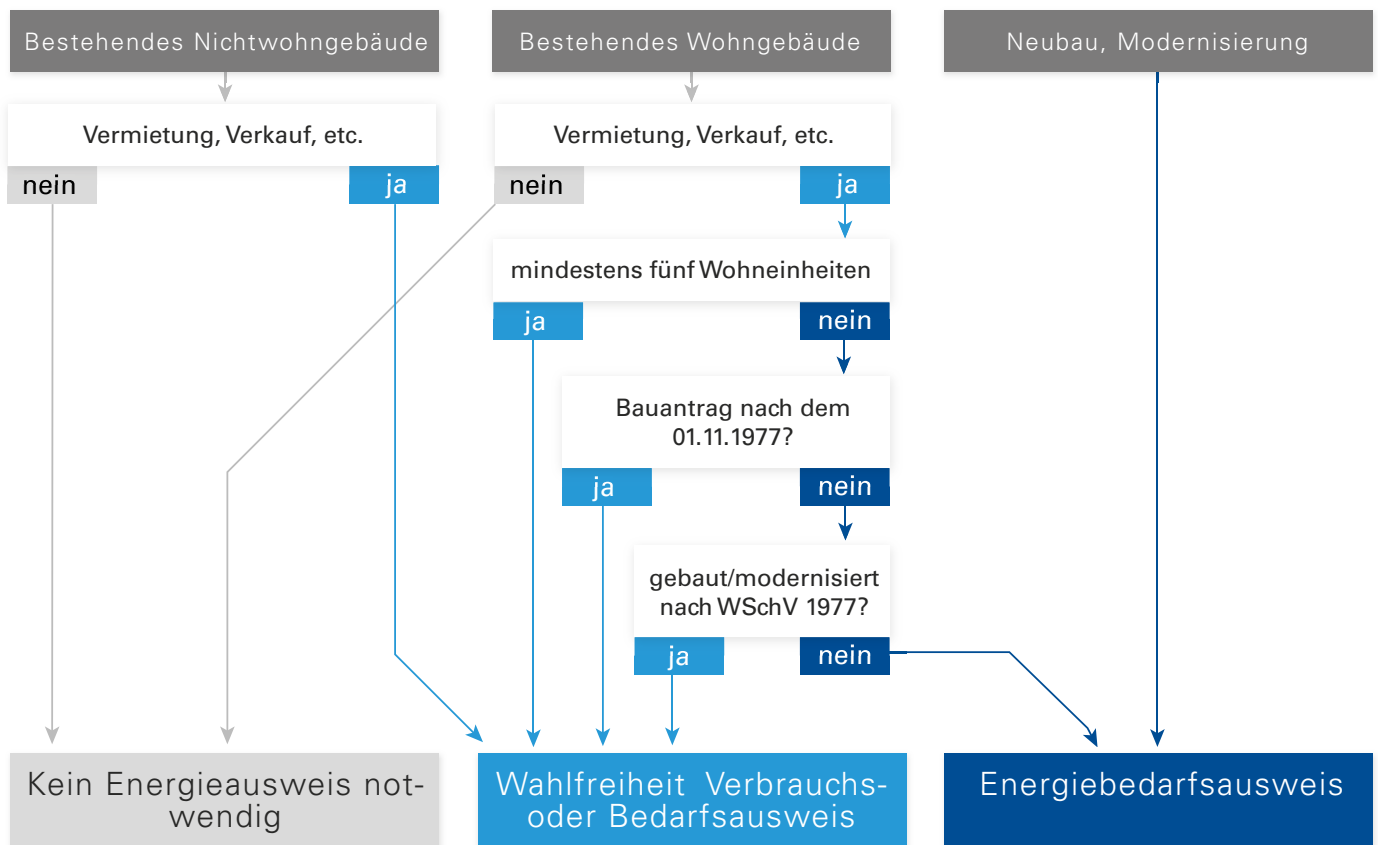 Bestehendes Nichtwohngebäude
Bestehendes Wohngebäude
Neubau, Modernisierung
Vermietung, Verkauf, etc.
nein
ja
Vermietung, Verkauf, etc.
nein
ja
mindestens fünf Wohneinheiten
ja
nein
Bauantrag nach dem
01.11.1977?
ja
nein
gebaut/modernisiert
nach WSchV 1977?
ja
nein
Kein Energieausweis not-
wendig
Wahlfreiheit Verbrauchs-
oder Bedarfsausweis
Energiebedarfsausweis